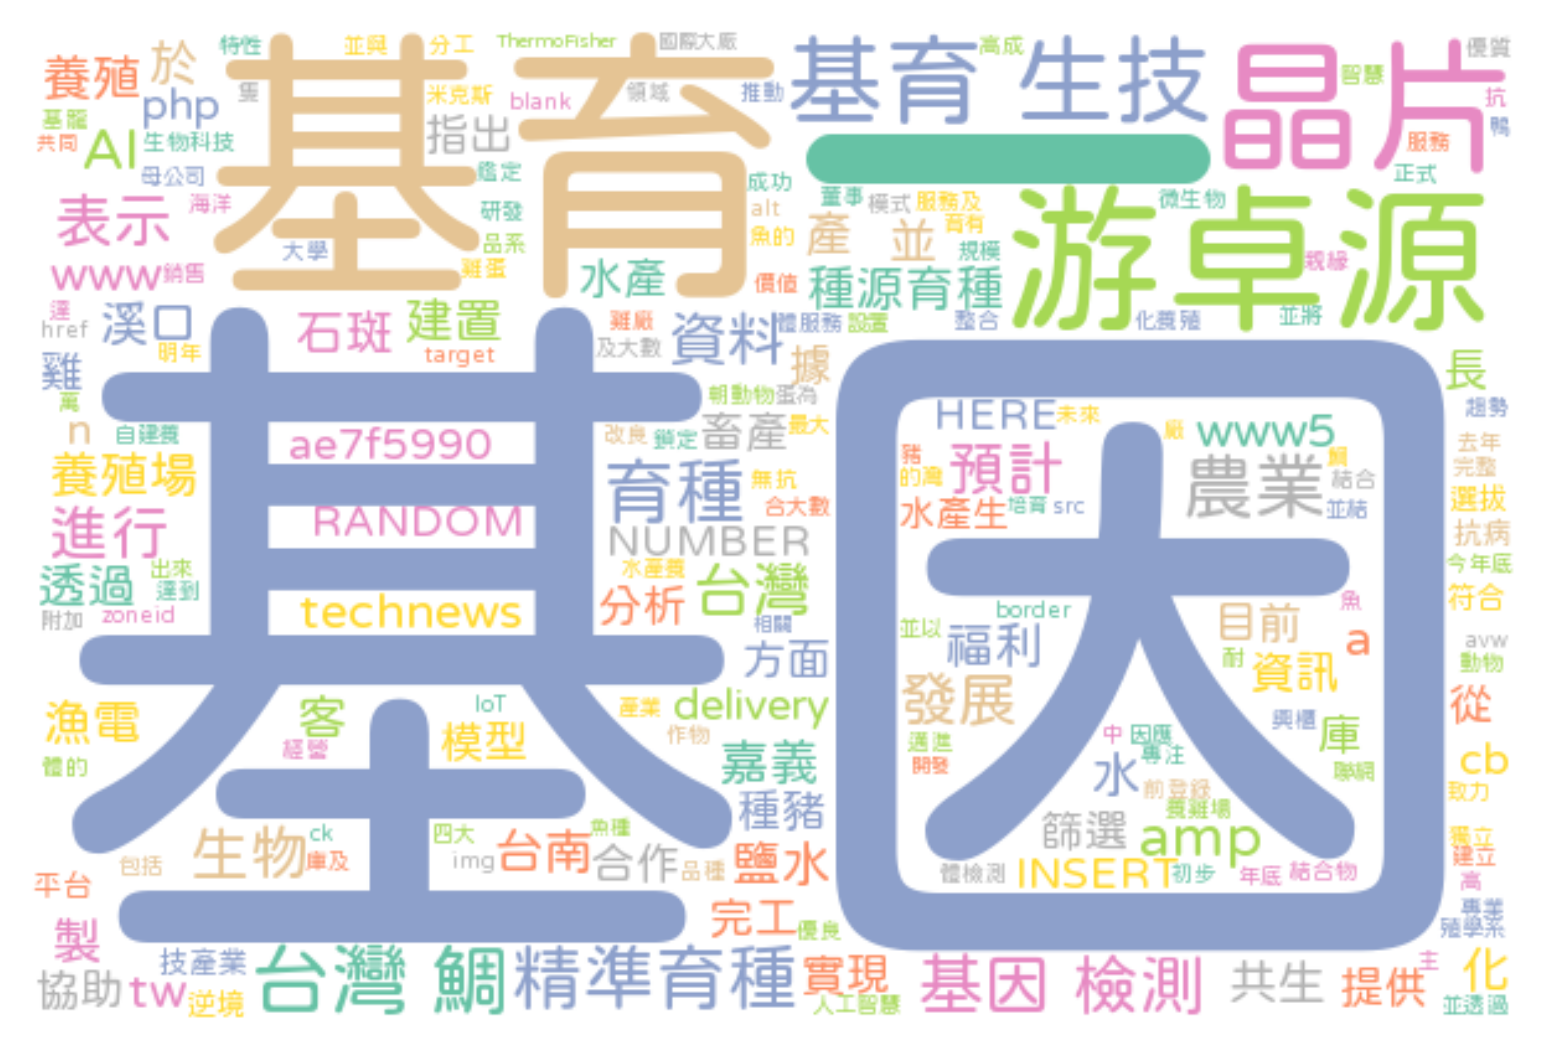 養殖 於 特性 並與 分工 ThermoFisher 國際大廠 基育 生技 高成 晶片 優質
php 隻 基育 米克斯 blank 領域 推動 智慧 抗
基龍 指出 鴨
共同 AI 生物科技 一 服務
母公司 鑑定 成功 正式
表示 海洋 研發 alt 董事 模式 服務及 微生物 游卓源
大學 品系 魚的 產 並 育有 規模
www 銷售 雞蛋 水產 價值 種源育種 親緣
達 溪口 石斑 建置 雞廠 資料 體服務 設置 整合 化養殖 並將
href 明年 target 及大數 據 長
雞 基因 朝動物 蛋為
萬 HERE 未來 趨勢
n 自建養 ae7f5990 改良 鎖定 畜產 最大 廠 www5 去年
養殖場 育種 無抗 豬 的灣 預計 農業 鯛 結合 完整
RANDOM 合大數 水產生 培育 src 並結 選拔
進行 NUMBER 抗病
透過 出來 水產養 台灣 今年底
達到 technews 分析 border 魚 符合
附加 zoneid 相關 並以 福利 目前 a avw
方面 耐 資訊 動物
漁電 客 IoT 產業 delivery 發展 興櫃 庫 從
經營 模型 作物 邁進 中 因應
體的 嘉義 開發 水 專注 聯網 cb
種豬 前登錄 致力
生物 ck 四大 魚種 養雞場 獨立
包括 庫及 img 台南 合作 品種 鹽水 篩選 amp 建立
平台 體檢測 INSERT 初步 年底 結合物 高
製 完工 優良 專業
技產業 台灣 鯛 精準育種 實現 基因 檢測 共生 主 殖學系
協助 tw 逆境 人工智慧 提供 化
並透過